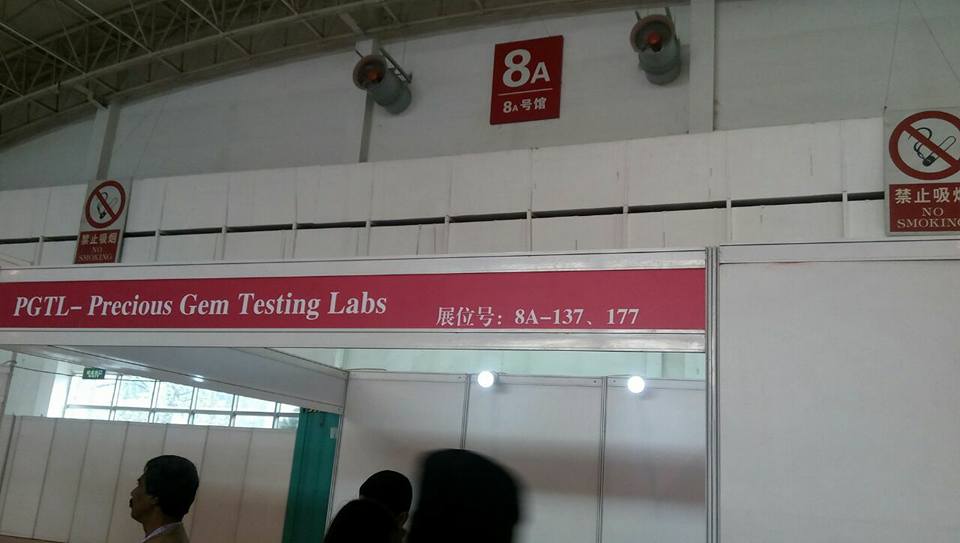 8A
8A号馆
禁止吸烟
NO
SMOKING
禁止吸烟
NO
SMOKING
PGTL- Precious Gem Testing Labs
展位号：8A-137、177